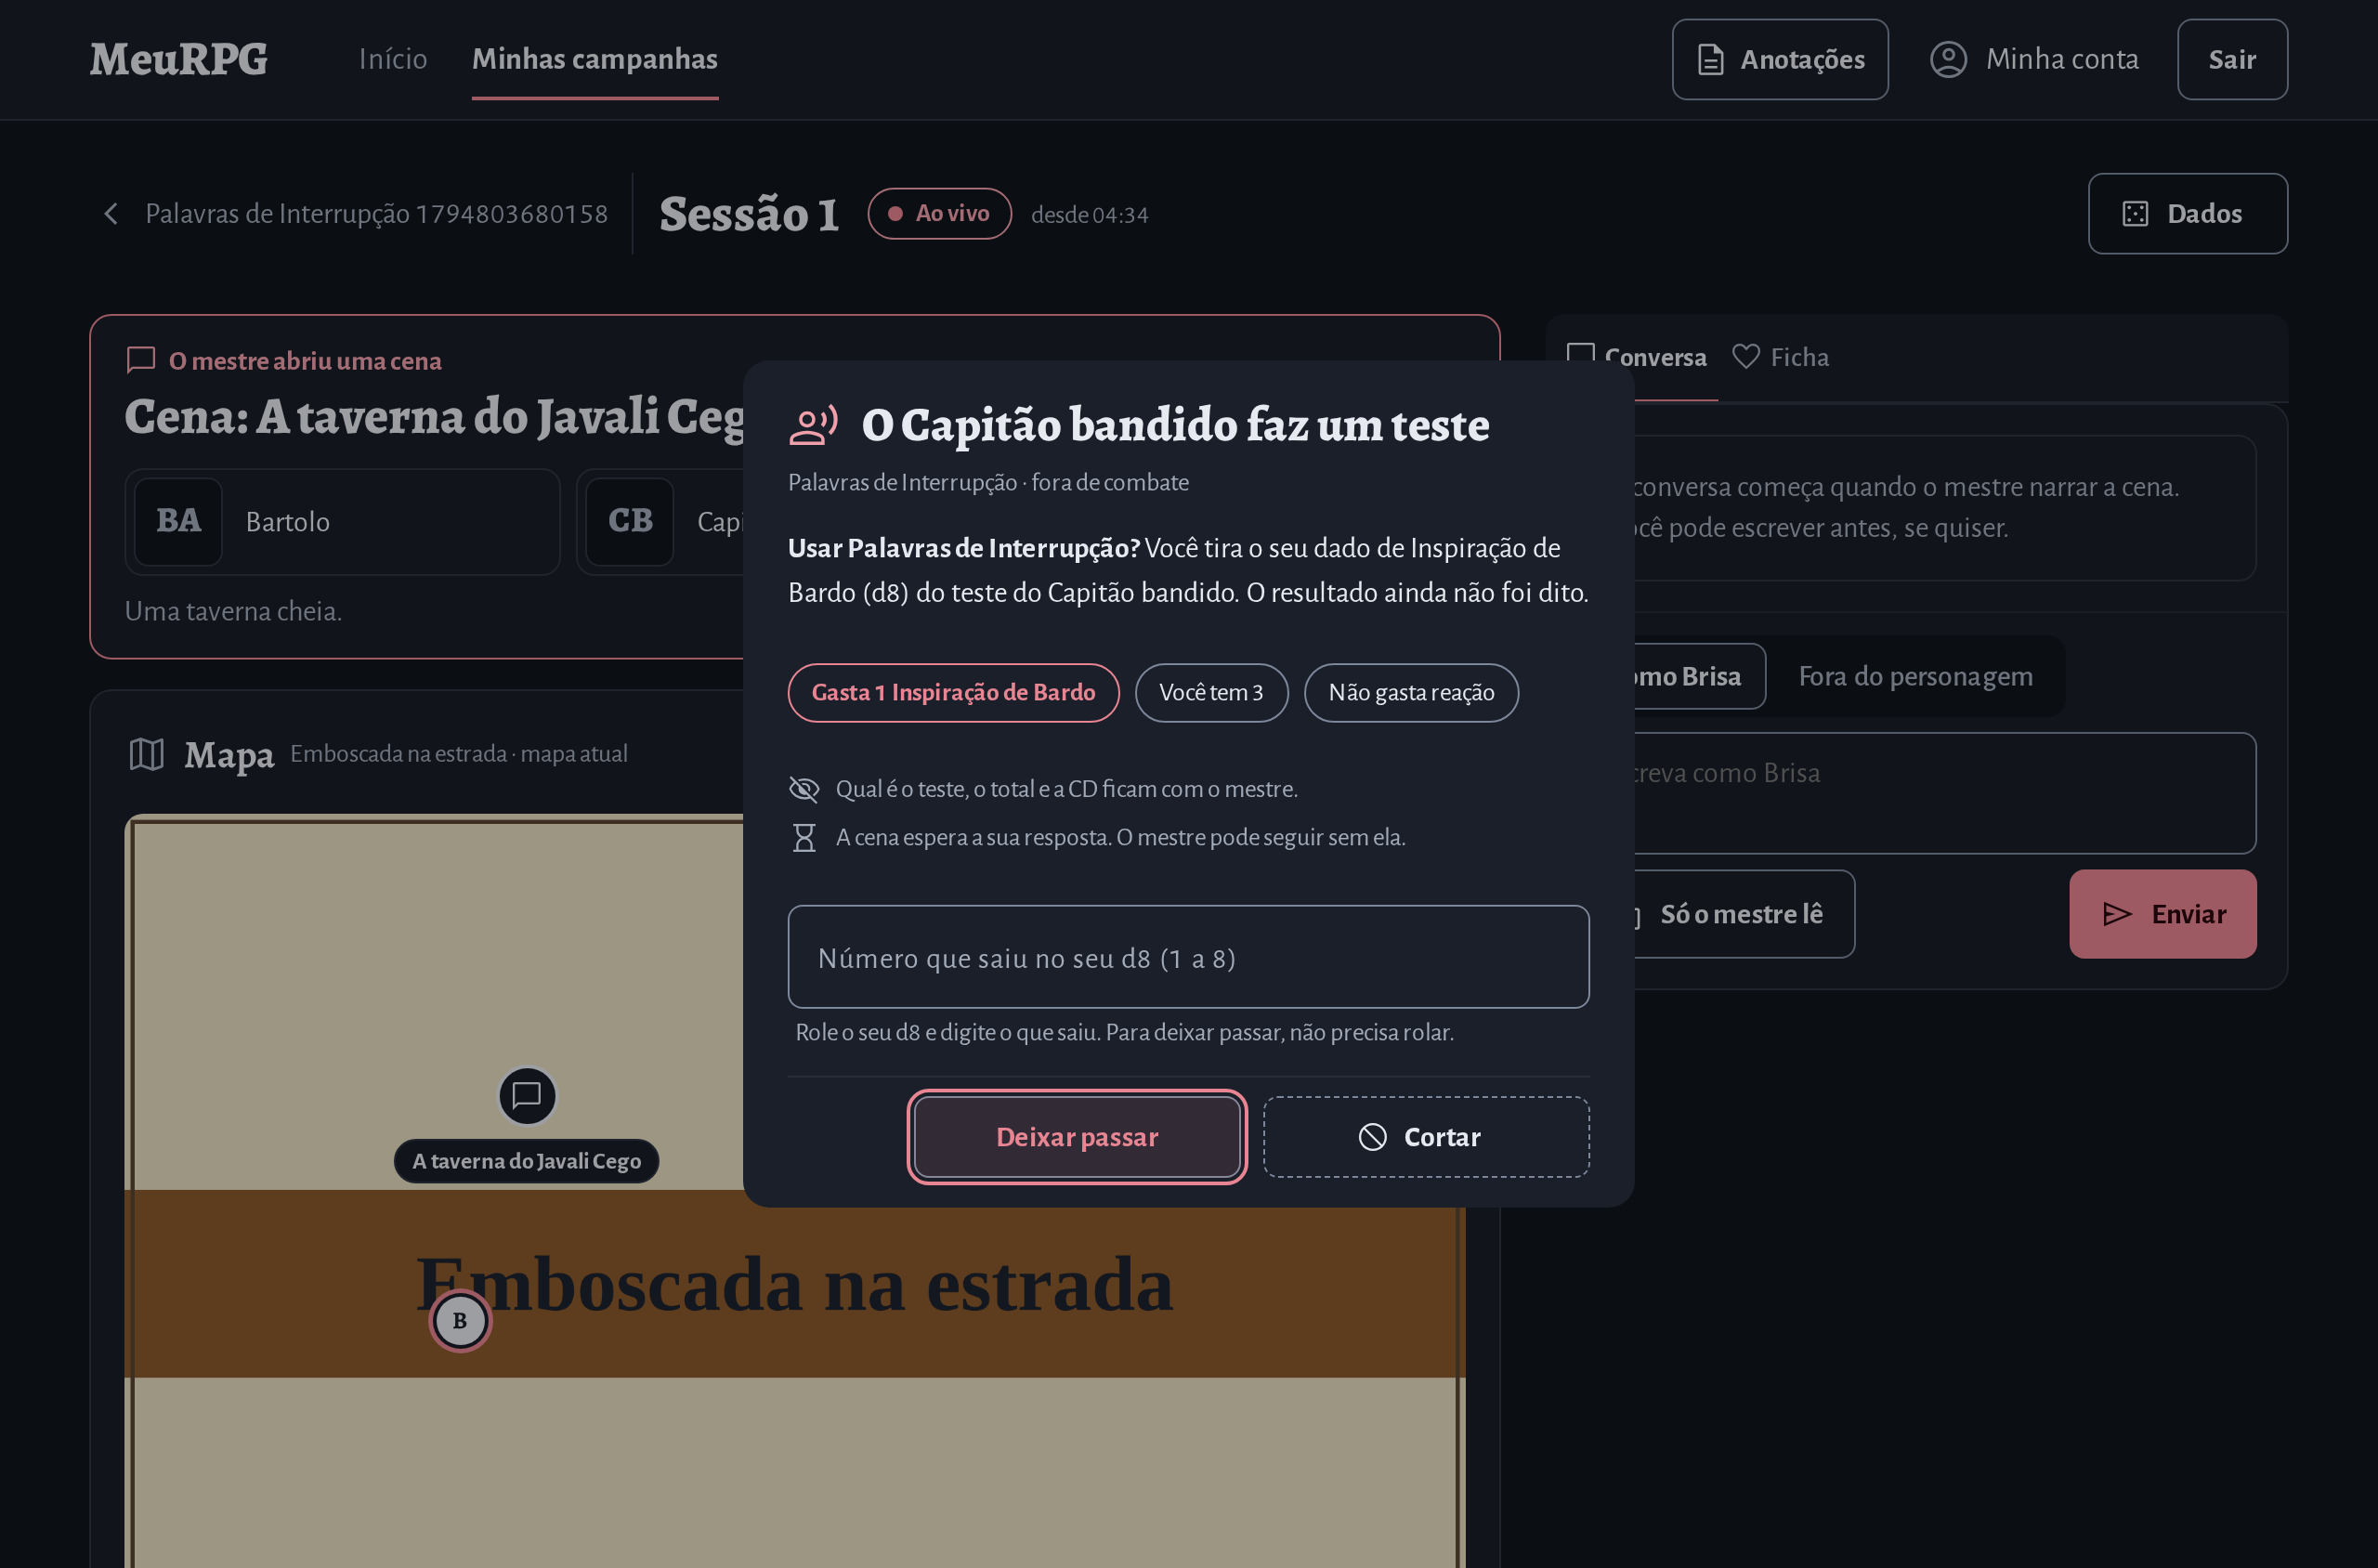 MeuRPG
Início
Minhas campanhas
Anotações
Minha conta
Sair
Palavras de Interrupção 1794803680158
Sessão 1
Ao vivo
desde 04:34
Dados
O mestre abriu uma cena
Cena: A taverna do Javali Ceg
BA
Bartolo
CB
Capi
Uma taverna cheia.
Mapa
Emboscada na estrada · mapa atual
A taverna do Javali Cego
Emboscada na estrada
B
O Capitão bandido faz um teste
Palavras de Interrupção · fora de combate
Usar Palavras de Interrupção? Você tira o seu dado de Inspiração de
Bardo (d8) do teste do Capitão bandido. O resultado ainda não foi dito.
Gasta 1 Inspiração de Bardo
Você tem 3
Não gasta reação
Qual é o teste, o total e a CD ficam com o mestre.
A cena espera a sua resposta. O mestre pode seguir sem ela.
Número que saiu no seu d8 (1 a 8)
Role o seu d8 e digite o que saiu. Para deixar passar, não precisa rolar.
Deixar passar
Cortar
Conversa
Ficha
conversa começa quando o mestre narrar a cena.
ocê pode escrever antes, se quiser.
omo Brisa
Fora do personagem
creva como Brisa
Só o mestre lê
Enviar